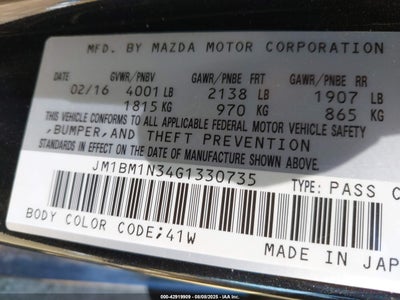 MFD. BY MAZDA MOTOR CORPORATION
GVWR/PNBV GAWR/PNBE FRT GAWR/PNBE RR
02/16 4001 LB 2138 LB 1907 LB
1815 KG 970 KG 865 KG
THIS VEHICLE CONFORMS TO ALL APPLICABLE FEDERAL MOTOR VEHICLE SAFETY
,BUMPER,AND THEFT PREVENTION
STANDARDS IN EFFECT ON THE DATE OF MANUFACTURE SHOWN ABOVE.
JM1BM1N34G1330735 TYPE: PASS C
BODY COLOR CODE;41W
MADE IN JAP
000-42919909 - 08/08/2025 - IAA Inc.